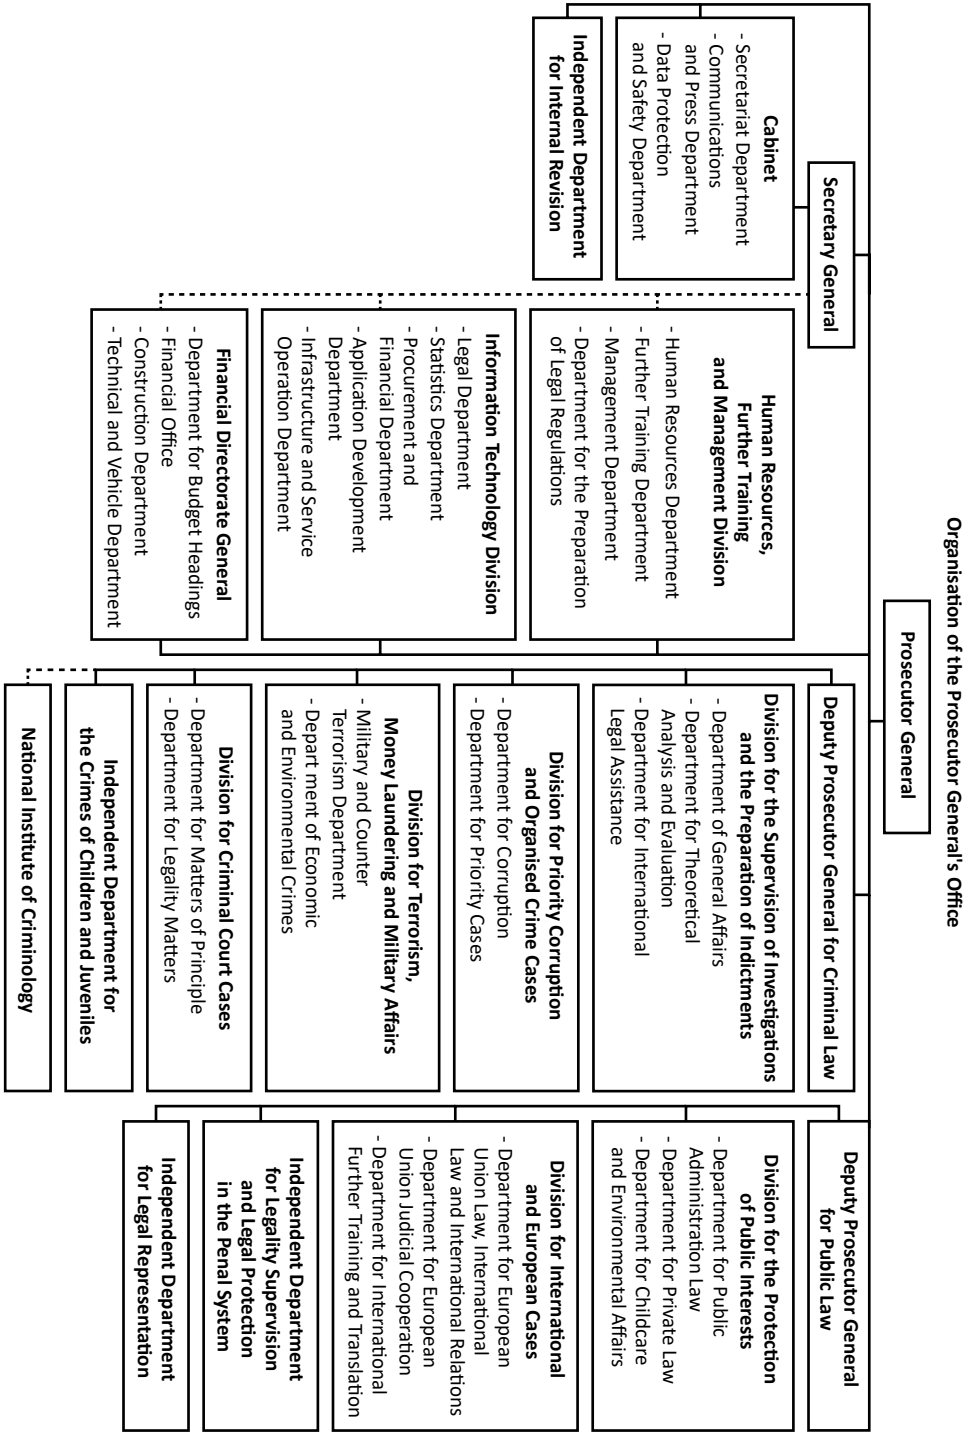 Organisation of the Prosecutor General's Office
Prosecutor General
Secretary General
Cabinet
- Secretariat Department
- Communications
and Press Department
- Data Protection
and Safety Department
Independent Department
for Internal Revision
Human Resources,
Further Training
and Management Division
- Human Resources Department
- Further Training Department
- Management Department
- Department for the Preparation
of Legal Regulations
Information Technology Division
- Legal Department
- Statistics Department
- Procurement and
Financial Department
- Application Development
Department
- Infrastructure and Service
Operation Department
Financial Directorate General
- Department for Budget Headings
- Financial Office
- Construction Department
- Technical and Vehicle Department
Deputy Prosecutor General for Criminal Law
Division for the Supervision of Investigations
and the Preparation of Indictments
- Department of General Affairs
- Department for Theoretical
Analysis and Evaluation
- Department for International
Legal Assistance
Division for Priority Corruption
and Organised Crime Cases
- Department for Corruption
- Department for Priority Cases
Division for Terrorism,
Money Laundering and Military Affairs
- Military and Counter
Terrorism Department
- Depart ment of Economic
and Environmental Crimes
Division for Criminal Court Cases
- Department for Matters of Principle
- Department for Legality Matters
Independent Department for
the Crimes of Children and Juveniles
National Institute of Criminology
Deputy Prosecutor General
for Public Law
Division for the Protection
of Public Interests
- Department for Public
Administration Law
- Department for Private Law
- Department for Childcare
and Environmental Affairs
Division for International
and European Cases
- Department for European
Union Law, International
Law and International Relations
- Department for European
Union Judicial Cooperation
- Department for International
Further Training and Translation
Independent Department
for Legality Supervision
and Legal Protection
in the Penal System
Independent Department
for Legal Representation